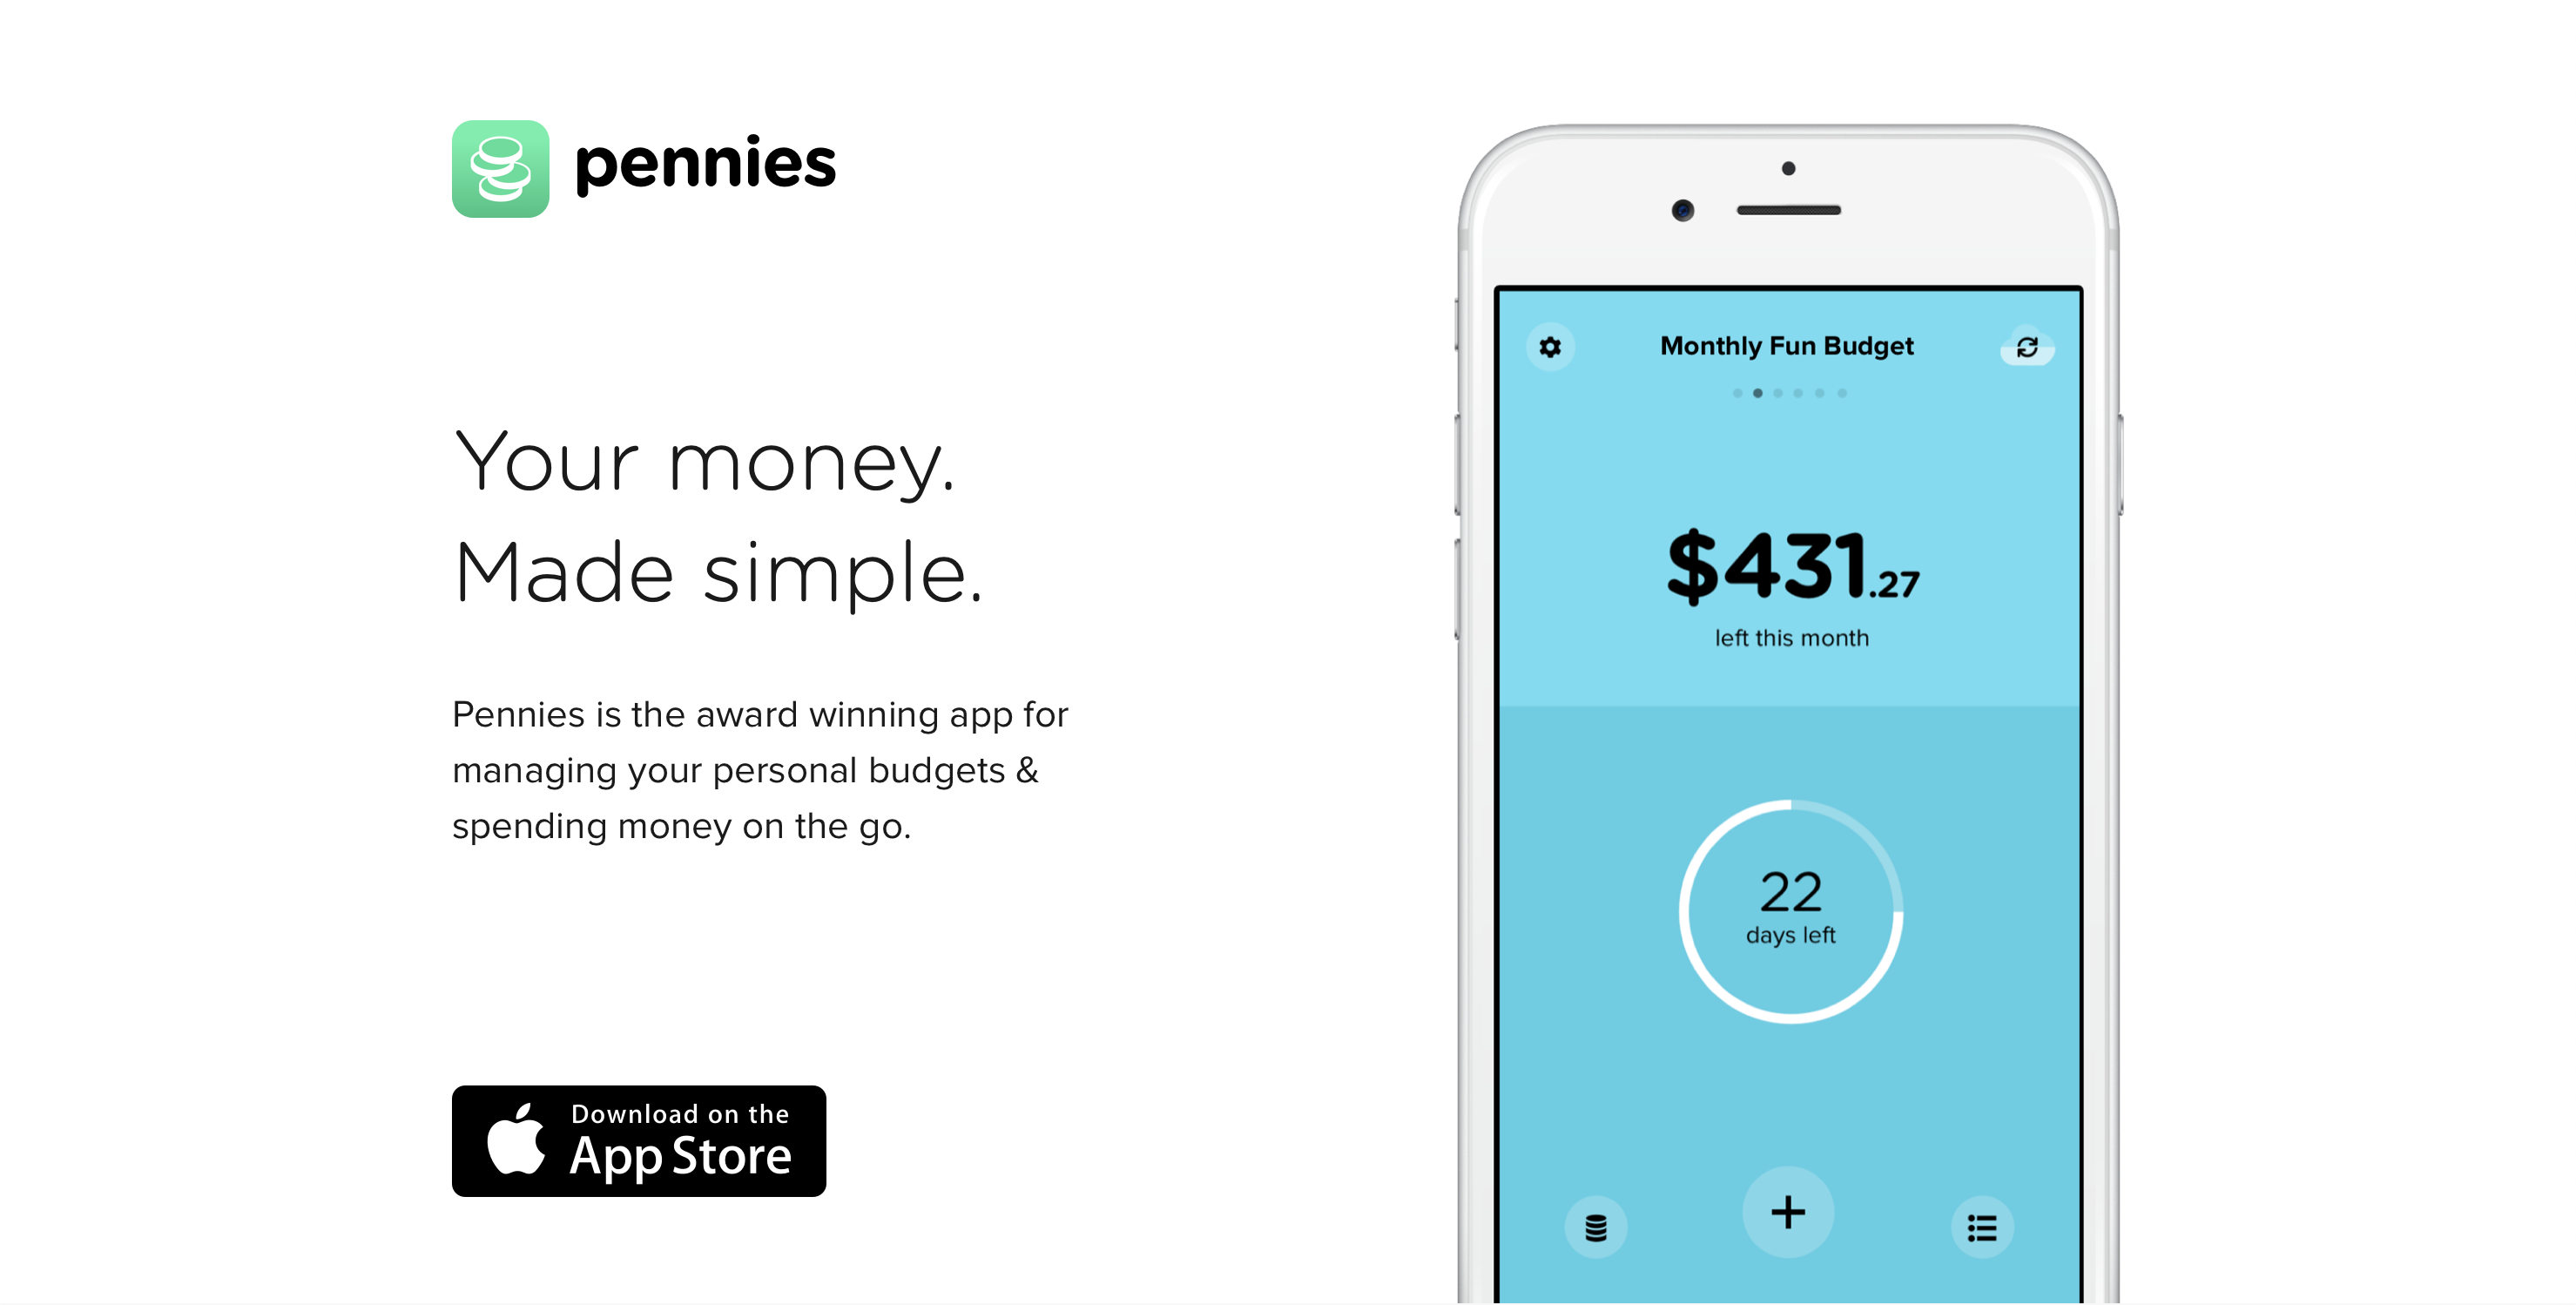 pennies
Your money.
Made simple.
Pennies is the award winning app for
managing your personal budgets &
spending money on the go.
Download on the
App Store
Monthly Fun Budget
$431.27
left this month
22
days left